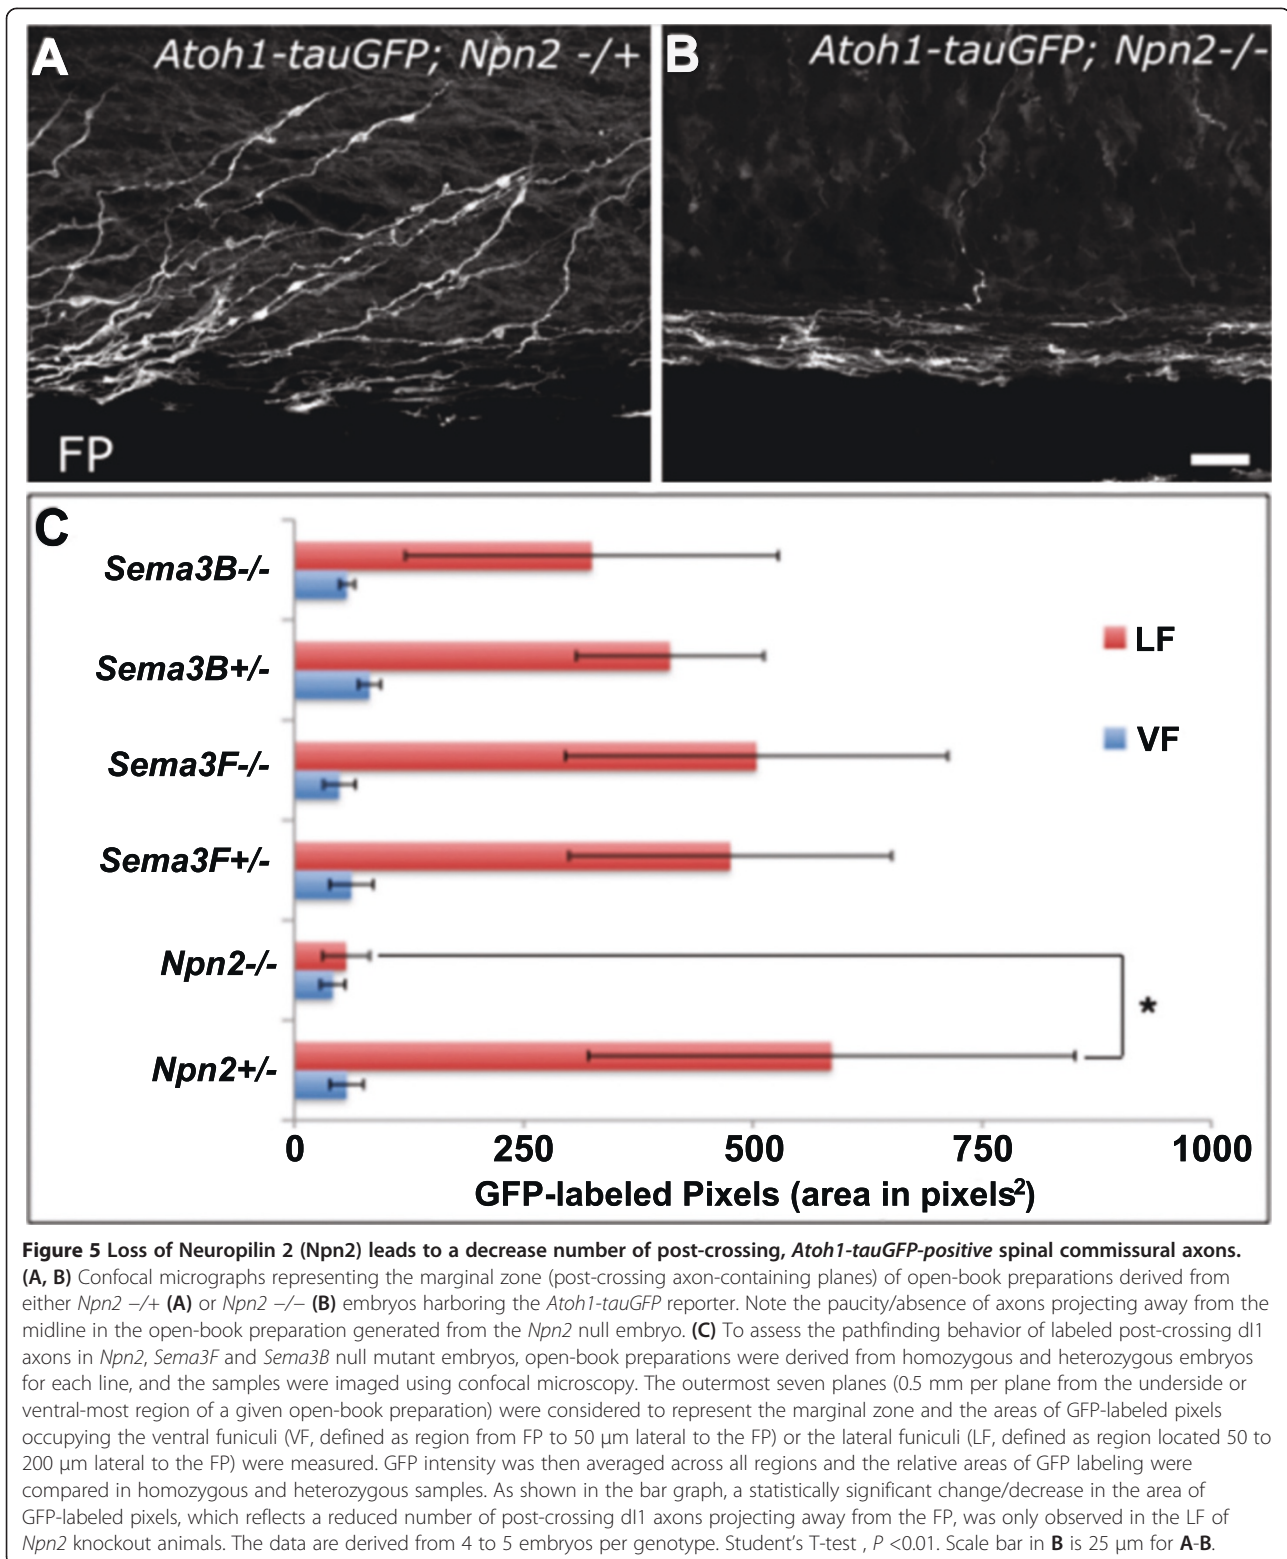 A Atoh1-tauGFP; Npn2 -/+
B Atoh1-tauGFP; Npn2-/-
FP
C
Sema3B-/-
Sema3B+/-
Sema3F-/-
Sema3F+/-
Npn2-/-
Npn2+/-
LF
VF
*
0 250 500 750 1000
GFP-labeled Pixels (area in pixels²)
Figure 5 Loss of Neuropilin 2 (Npn2) leads to a decrease number of post-crossing, Atoh1-tauGFP-positive spinal commissural axons.
(A, B) Confocal micrographs representing the marginal zone (post-crossing axon-containing planes) of open-book preparations derived from
either Npn2 −/+ (A) or Npn2 −/− (B) embryos harboring the Atoh1-tauGFP reporter. Note the paucity/absence of axons projecting away from the
midline in the open-book preparation generated from the Npn2 null embryo. (C) To assess the pathfinding behavior of labeled post-crossing dI1
axons in Npn2, Sema3F and Sema3B null mutant embryos, open-book preparations were derived from homozygous and heterozygous embryos
for each line, and the samples were imaged using confocal microscopy. The outermost seven planes (0.5 mm per plane from the underside or
ventral-most region of a given open-book preparation) were considered to represent the marginal zone and the areas of GFP-labeled pixels
occupying the ventral funiculi (VF, defined as region from FP to 50 μm lateral to the FP) or the lateral funiculi (LF, defined as region located 50 to
200 μm lateral to the FP) were measured. GFP intensity was then averaged across all regions and the relative areas of GFP labeling were
compared in homozygous and heterozygous samples. As shown in the bar graph, a statistically significant change/decrease in the area of
GFP-labeled pixels, which reflects a reduced number of post-crossing dI1 axons projecting away from the FP, was only observed in the LF of
Npn2 knockout animals. The data are derived from 4 to 5 embryos per genotype. Student's T-test , P <0.01. Scale bar in B is 25 μm for A-B.